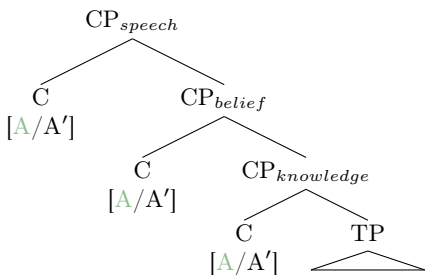 CP_speech
C
[A/A′]
CP_belief
C
[A/A′]
CP_knowledge
C
[A/A′]
TP